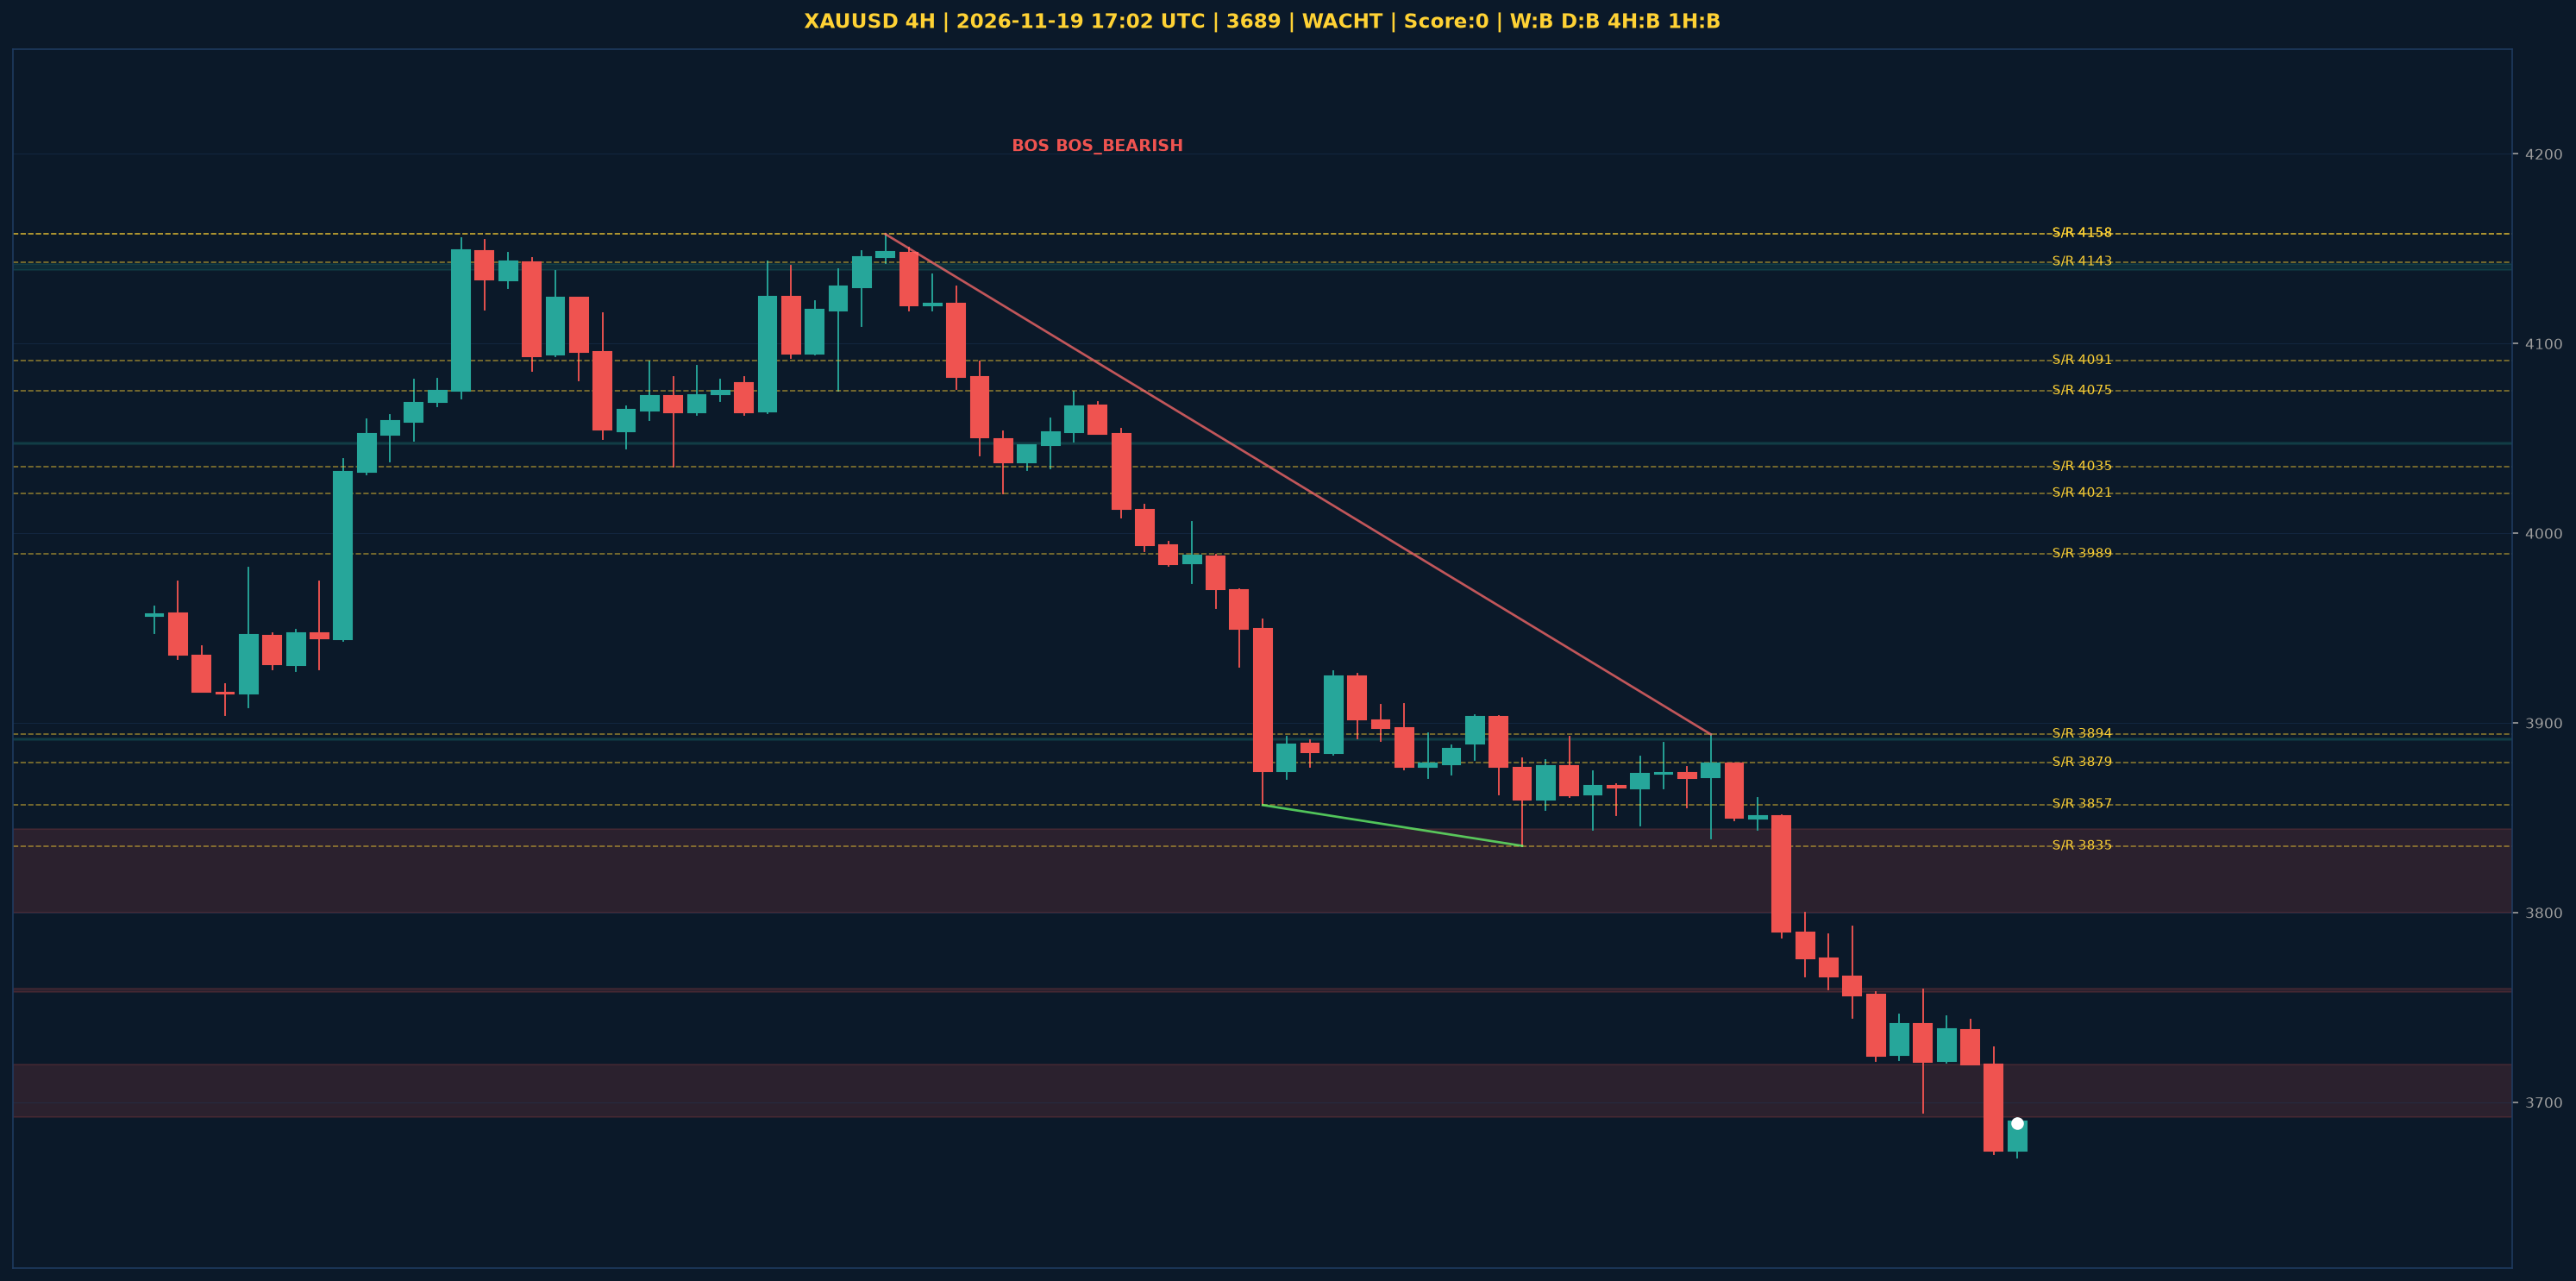 XAUUSD 4H | 2026-11-19 17:02 UTC | 3689 | WACHT | Score:0 | W:B D:B 4H:B 1H:B
BOS BOS_BEARISH
4200
S/R 4158
S/R 4143
4100
S/R 4091
S/R 4075
S/R 4035
S/R 4021
4000
S/R 3989
3900
S/R 3894
S/R 3879
S/R 3857
S/R 3835
3800
3700